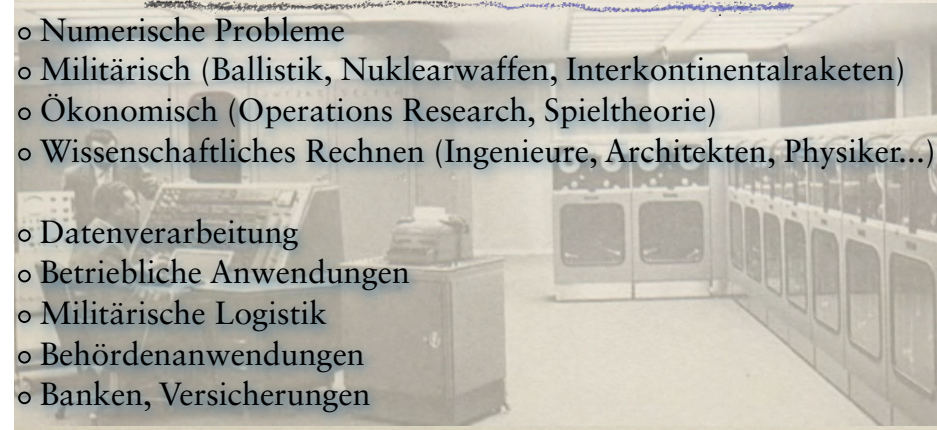 ◦ Numerische Probleme
◦ Militärisch (Ballistik, Nuklearwaffen, Interkontinentalraketen)
◦ Ökonomisch (Operations Research, Spieltheorie)
◦ Wissenschaftliches Rechnen (Ingenieure, Architekten, Physiker...)
◦ Datenverarbeitung
◦ Betriebliche Anwendungen
◦ Militärische Logistik
◦ Behördenanwendungen
◦ Banken, Versicherungen